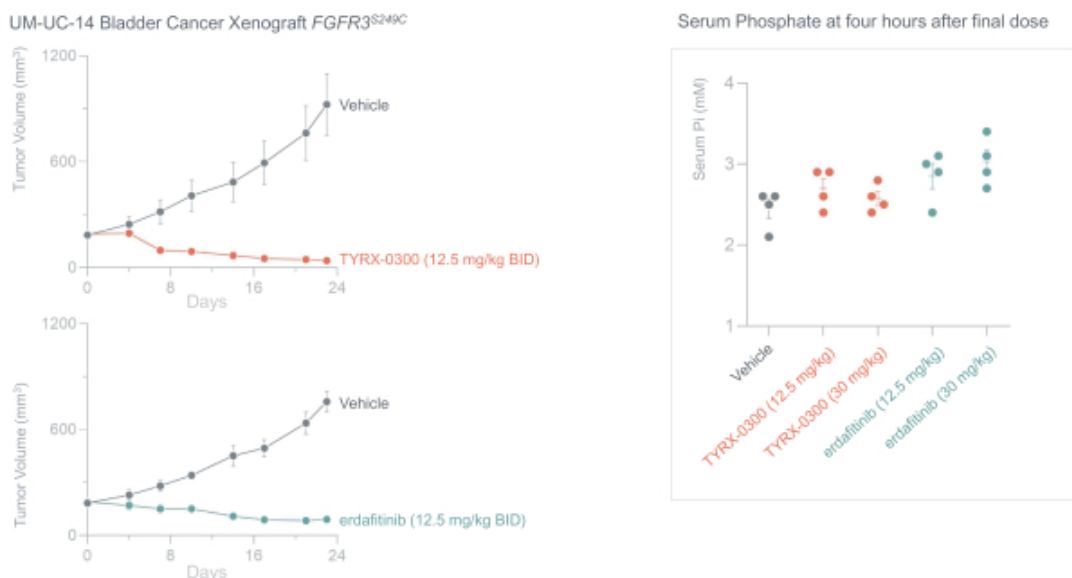 UM-UC-14 Bladder Cancer Xenograft FGFR3S249C
1200
Tumor Volume (mm³)
600
0
Vehicle
TYRX-0300 (12.5 mg/kg BID)
0
8
16
24
Days
1200
Tumor Volume (mm³)
600
0
Vehicle
erdafitinib (12.5 mg/kg BID)
0
8
16
24
Days
Serum Phosphate at four hours after final dose
4
Serum Pi (mM)
3
2
1
Vehicle
TYRX-0300 (12.5 mg/kg)
TYRX-0300 (30 mg/kg)
erdafitinib (12.5 mg/kg)
erdafitinib (30 mg/kg)